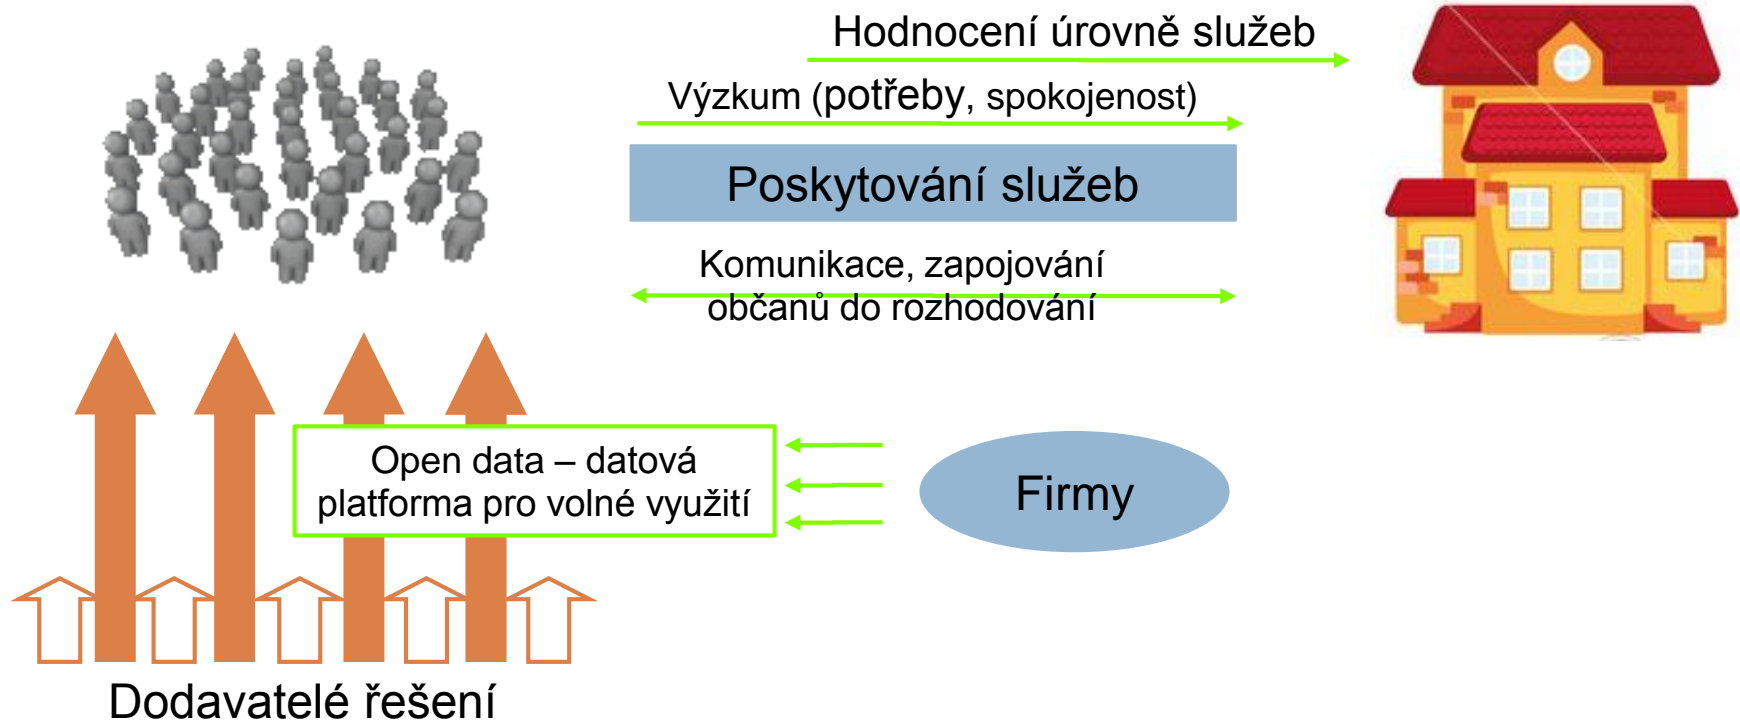 Hodnocení úrovně služeb
Výzkum (potřeby, spokojenost)
Poskytování služeb
Komunikace, zapojování
občanů do rozhodování
Open data – datová
platforma pro volné využití
Firmy
Dodavatelé řešení